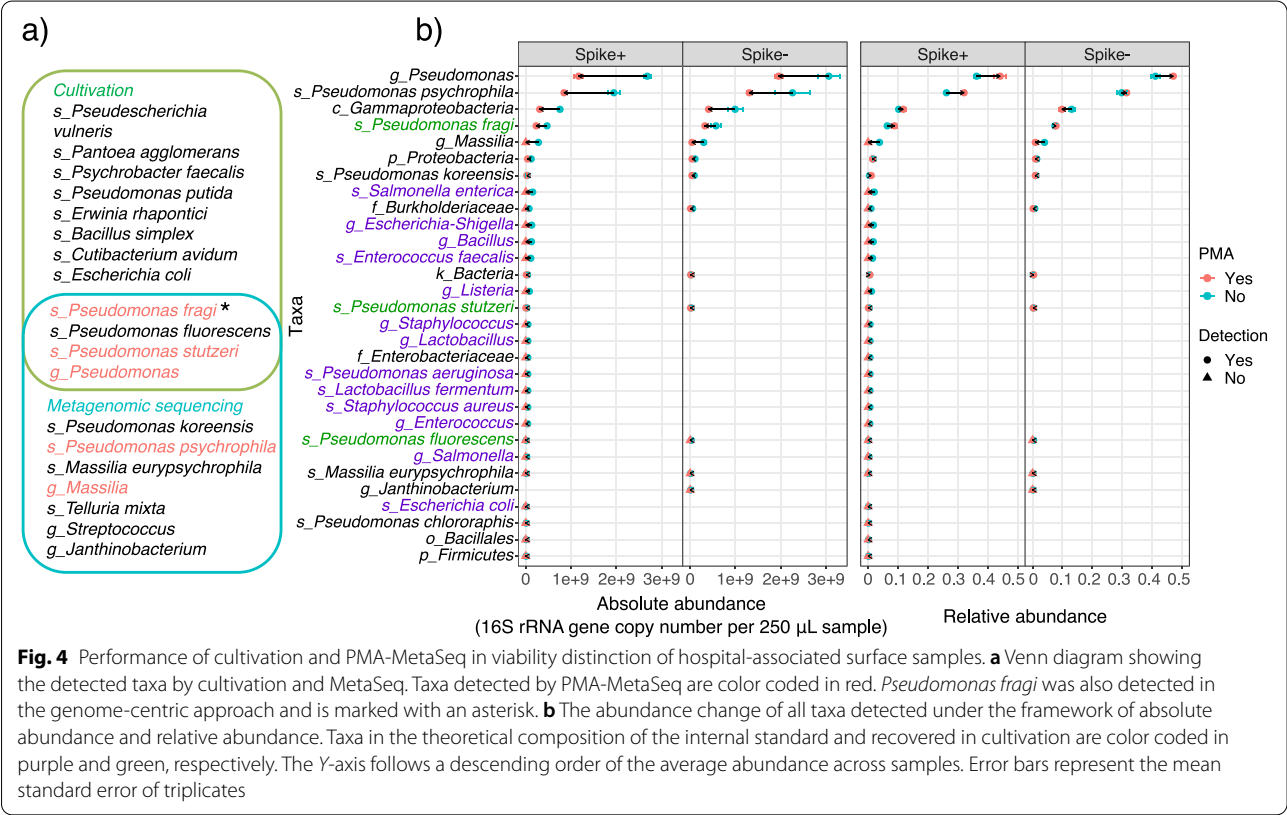 a)
Cultivation
s_Pseudescherichia
vulneris
s_Pantoea agglomerans
s_Psychrobacter faecalis
s_Pseudomonas putida
s_Erwinia rhapontici
s_Bacillus simplex
s_Cutibacterium avidum
s_Escherichia coli
s_Pseudomonas fragi *
s_Pseudomonas fluorescens
s_Pseudomonas stutzeri
g_Pseudomonas
Metagenomic sequencing
s_Pseudomonas koreensis
s_Pseudomonas psychrophila
s_Massilia eurypsychrophila
g_Massilia
s_Telluria mixta
g_Streptococcus
g_Janthinobacterium
b)
Spike+ Spike- Spike+ Spike-
Taxa
g_Pseudomonas
s_Pseudomonas psychrophila
c_Gammaproteobacteria
s_Pseudomonas fragi
g_Massilia
p_Proteobacteria
s_Pseudomonas koreensis
s_Salmonella enterica
f_Burkholderiaceae
g_Escherichia-Shigella
g_Bacillus
s_Enterococcus faecalis
k_Bacteria
g_Listeria
s_Pseudomonas stutzeri
g_Staphylococcus
g_Lactobacillus
f_Enterobacteriaceae
s_Pseudomonas aeruginosa
s_Lactobacillus fermentum
s_Staphylococcus aureus
g_Enterococcus
s_Pseudomonas fluorescens
g_Salmonella
s_Massilia eurypsychrophila
g_Janthinobacterium
s_Escherichia coli
s_Pseudomonas chlororaphis
o_Bacillales
p_Firmicutes
0 1e+9 2e+9 3e+9 0 1e+9 2e+9 3e+9 0 0.1 0.2 0.3 0.4 0.5 0 0.1 0.2 0.3 0.4 0.5
Absolute abundance
(16S rRNA gene copy number per 250 µL sample)
Relative abundance
PMA
Yes
No
Detection
Yes
No
Fig. 4 Performance of cultivation and PMA-MetaSeq in viability distinction of hospital-associated surface samples. a Venn diagram showing
the detected taxa by cultivation and MetaSeq. Taxa detected by PMA-MetaSeq are color coded in red. Pseudomonas fragi was also detected in
the genome-centric approach and is marked with an asterisk. b The abundance change of all taxa detected under the framework of absolute
abundance and relative abundance. Taxa in the theoretical composition of the internal standard and recovered in cultivation are color coded in
purple and green, respectively. The Y-axis follows a descending order of the average abundance across samples. Error bars represent the mean
standard error of triplicates